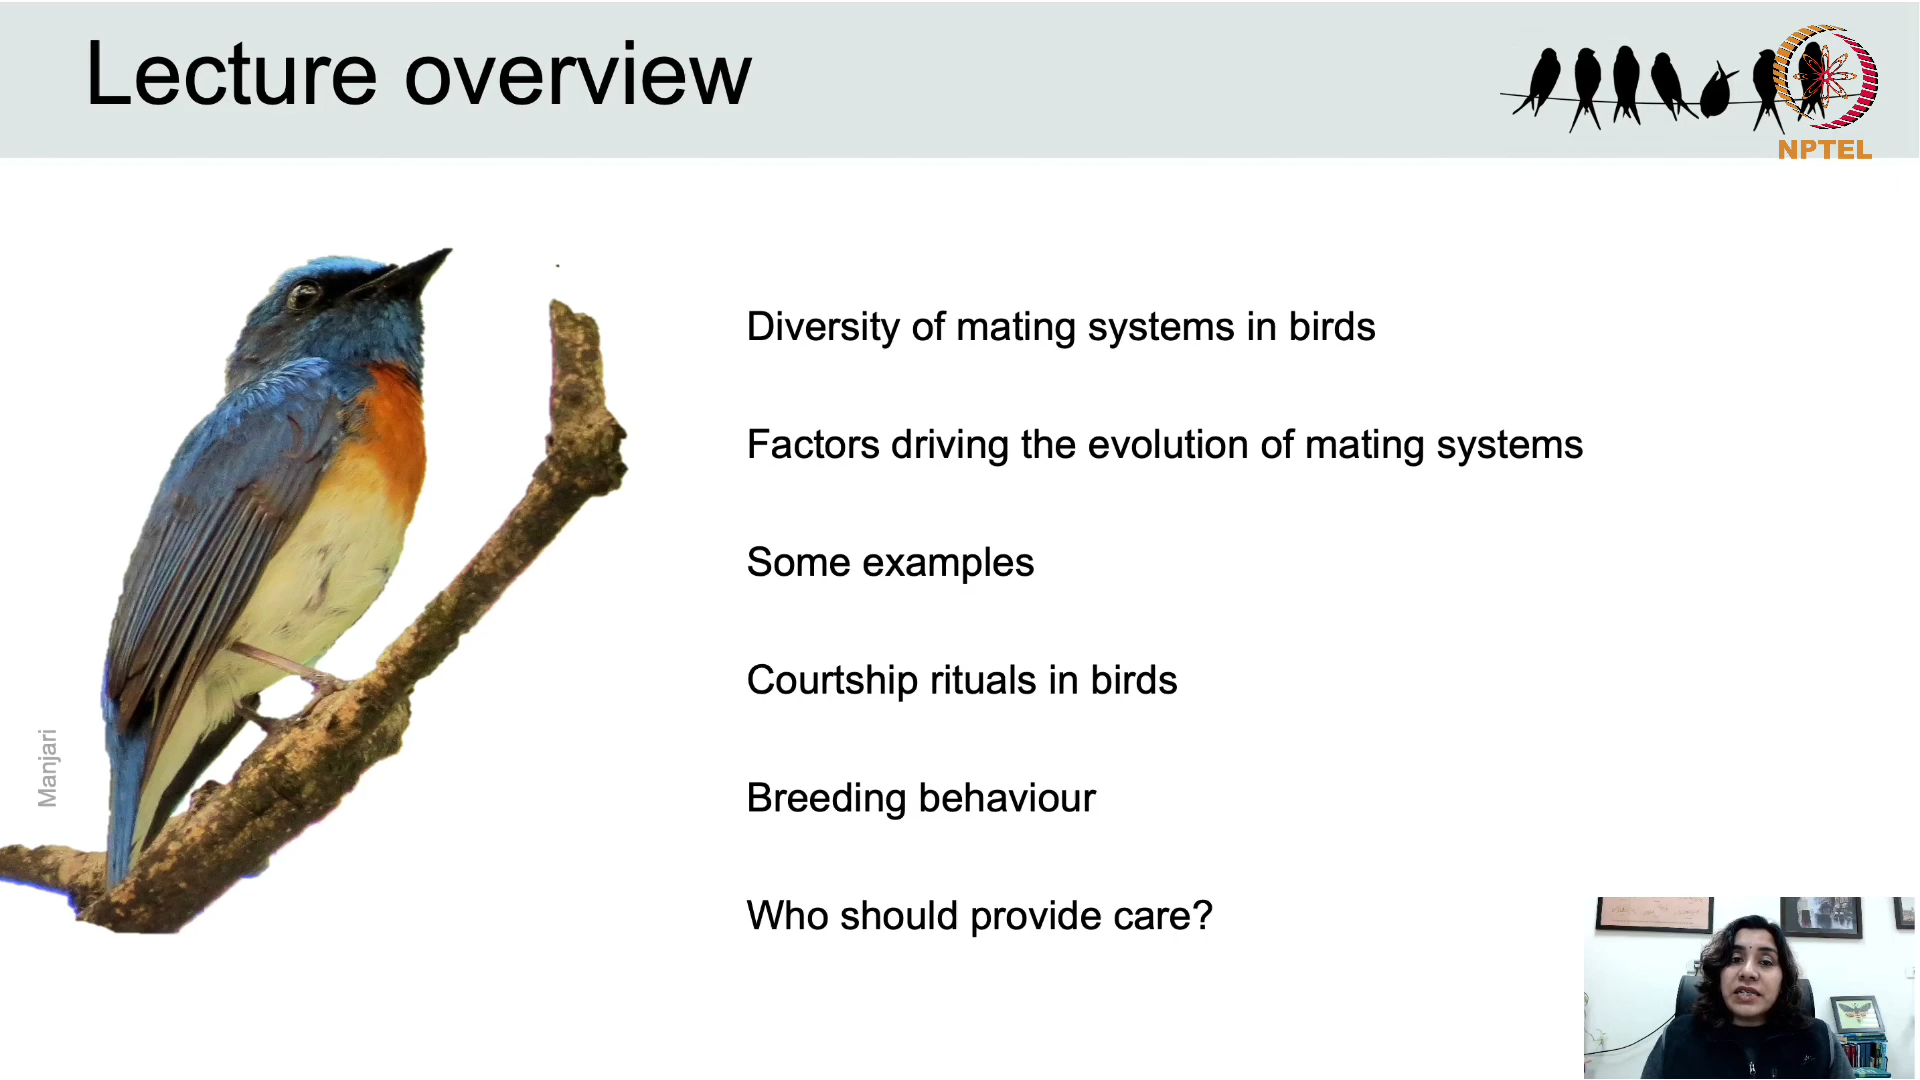 Lecture overview
NPTEL
Diversity of mating systems in birds
Factors driving the evolution of mating systems
Some examples
Courtship rituals in birds
Breeding behaviour
Who should provide care?
Manjari